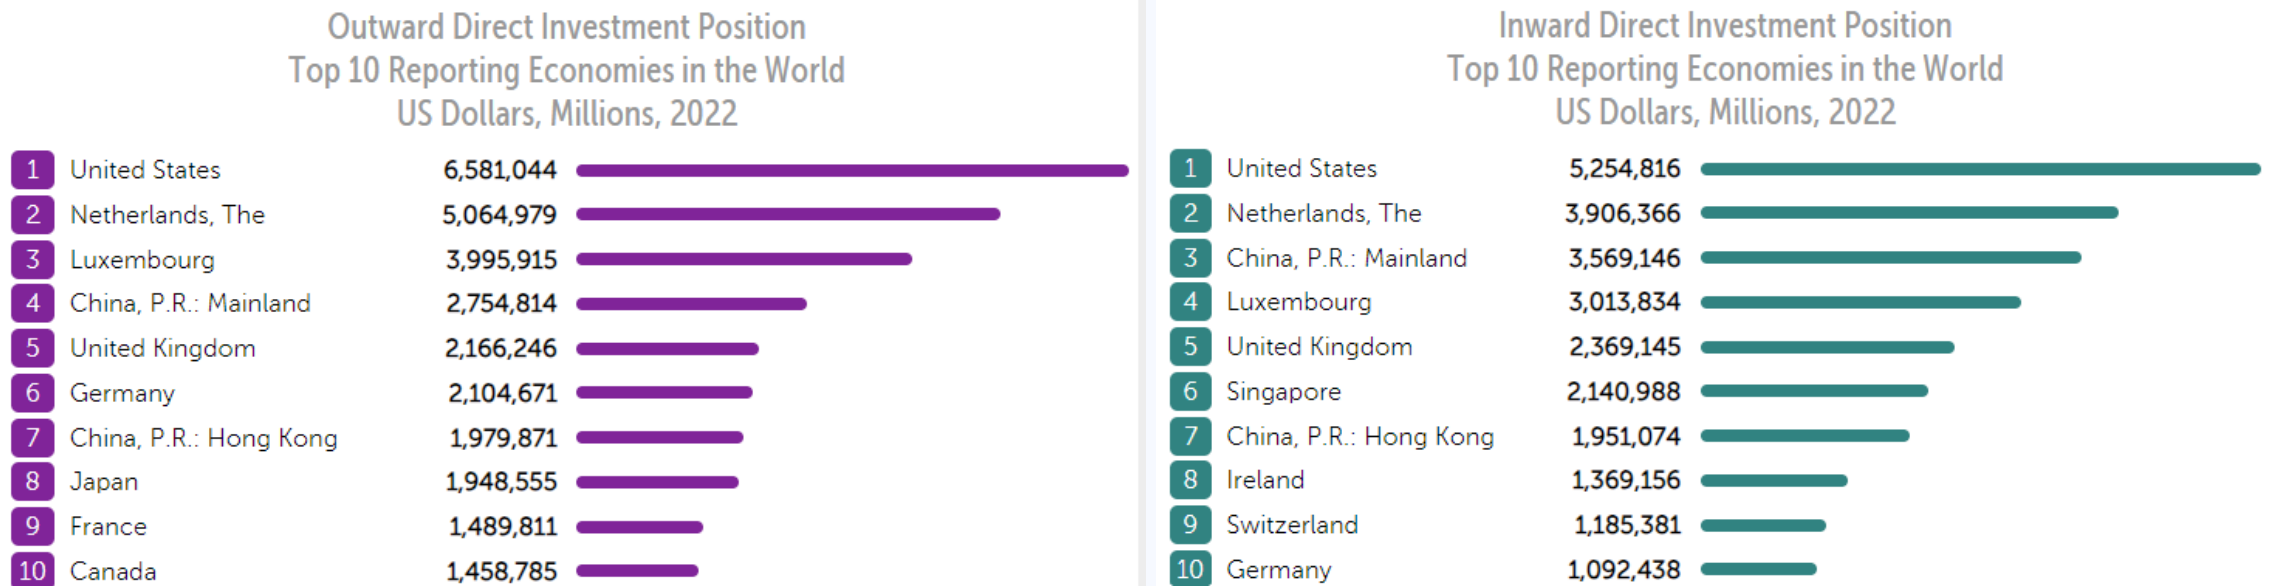 Outward Direct Investment Position
Top 10 Reporting Economies in the World
US Dollars, Millions, 2022
1 United States 6,581,044
2 Netherlands, The 5,064,979
3 Luxembourg 3,995,915
4 China, P.R.: Mainland 2,754,814
5 United Kingdom 2,166,246
6 Germany 2,104,671
7 China, P.R.: Hong Kong 1,979,871
8 Japan 1,948,555
9 France 1,489,811
10 Canada 1,458,785
Inward Direct Investment Position
Top 10 Reporting Economies in the World
US Dollars, Millions, 2022
1 United States 5,254,816
2 Netherlands, The 3,906,366
3 China, P.R.: Mainland 3,569,146
4 Luxembourg 3,013,834
5 United Kingdom 2,369,145
6 Singapore 2,140,988
7 China, P.R.: Hong Kong 1,951,074
8 Ireland 1,369,156
9 Switzerland 1,185,381
10 Germany 1,092,438